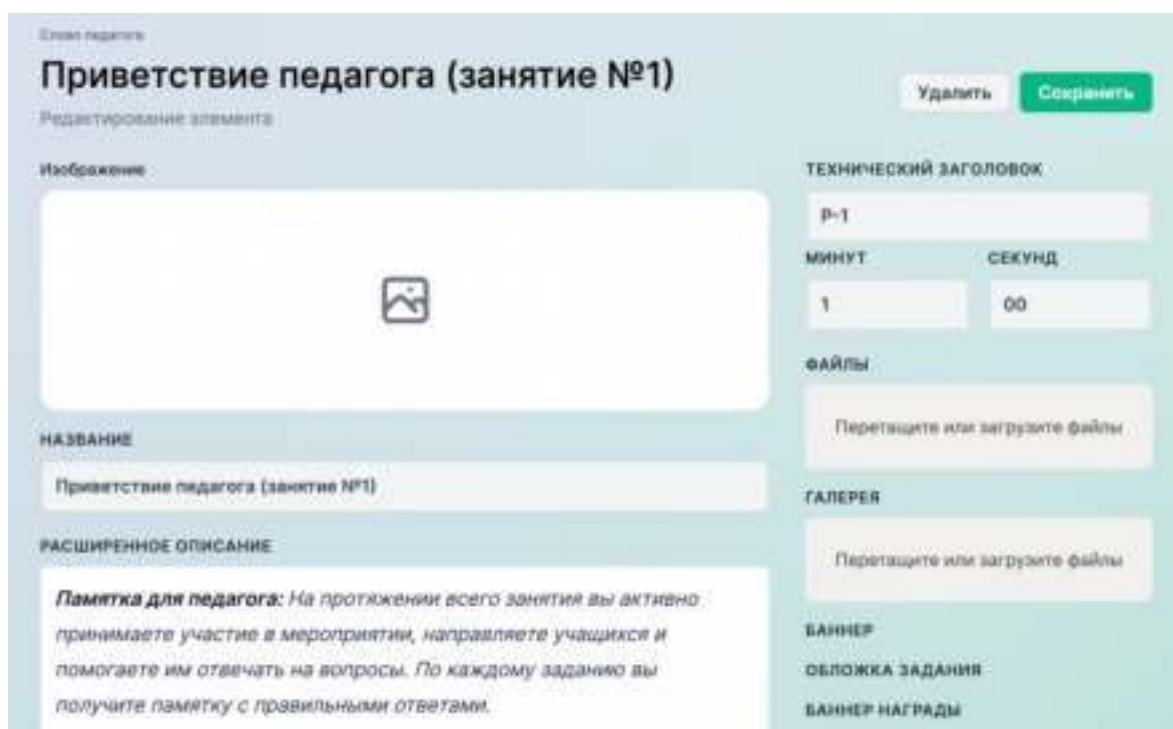 Слово педагога
Приветствие педагога (занятие №1)
Редактирование элемента
Удалить
Сохранить
Изображение
НАЗВАНИЕ
Приветствие педагога (занятие №1)
РАСШИРЕННОЕ ОПИСАНИЕ
Памятка для педагога: На протяжении всего занятия вы активно
принимаете участие в мероприятии, направляете учащихся и
помогаете им отвечать на вопросы. По каждому заданию вы
получите памятку с правильными ответами.
ТЕХНИЧЕСКИЙ ЗАГОЛОВОК
P-1
МИНУТ
СЕКУНД
1
00
ФАЙЛЫ
Перетащите или загрузите файлы
ГАЛЕРЕЯ
Перетащите или загрузите файлы
БАННЕР
ОБЛОЖКА ЗАДАНИЯ
БАННЕР НАГРАДЫ